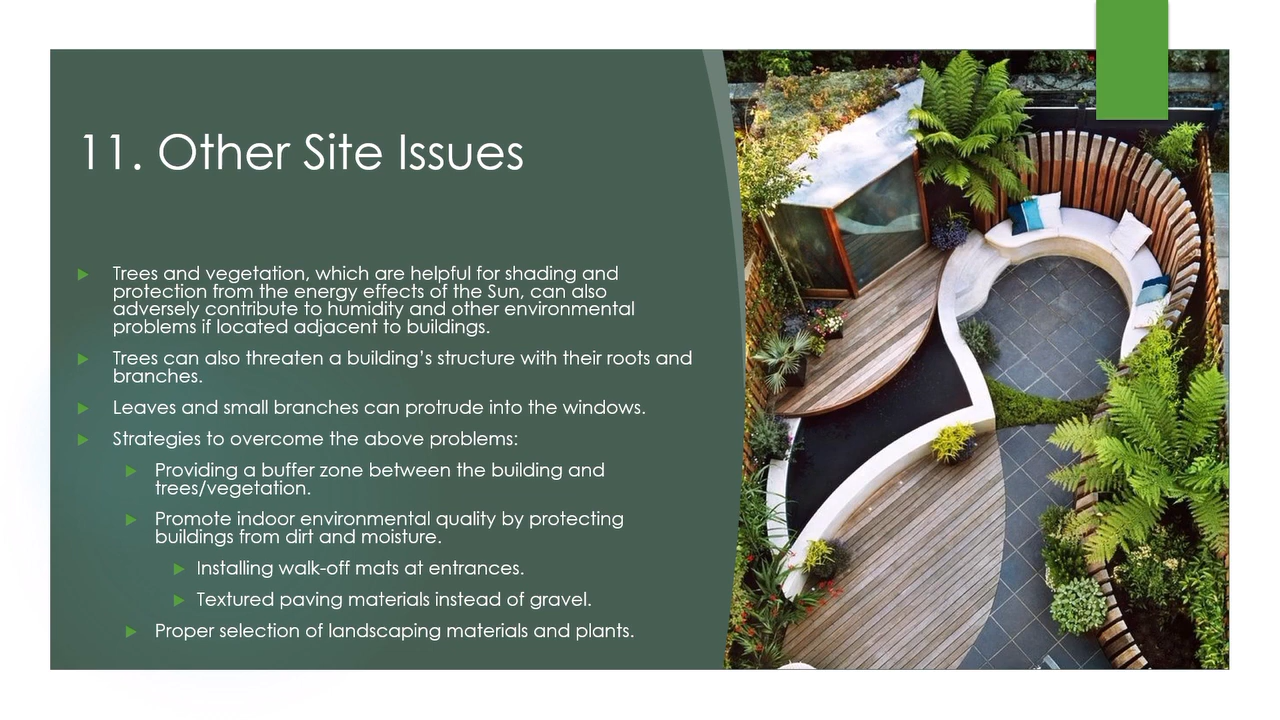 11. Other Site Issues
Trees and vegetation, which are helpful for shading and
protection from the energy effects of the Sun, can also
adversely contribute to humidity and other environmental
problems if located adjacent to buildings.
Trees can also threaten a building’s structure with their roots and
branches.
Leaves and small branches can protrude into the windows.
Strategies to overcome the above problems:
Providing a buffer zone between the building and
trees/vegetation.
Promote indoor environmental quality by protecting
buildings from dirt and moisture.
Installing walk-off mats at entrances.
Textured paving materials instead of gravel.
Proper selection of landscaping materials and plants.